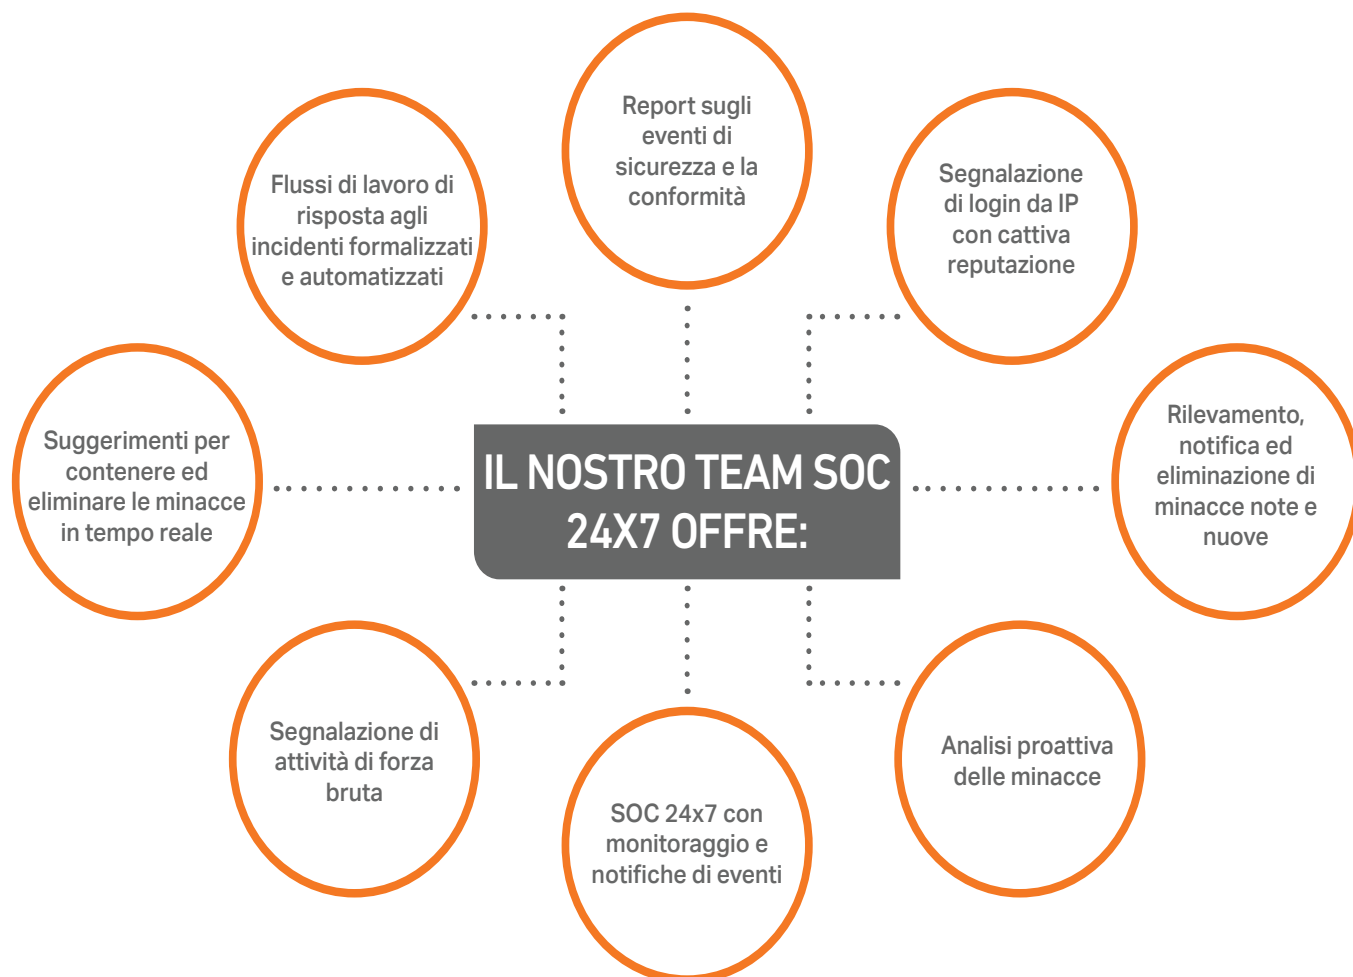 Report sugli
eventi di
sicurezza e la
conformità
Flussi di lavoro di
risposta agli
incidenti formalizzati
e automatizzati
Segnalazione
di login da IP
con cattiva
reputazione
Suggerimenti per
contenere ed
eliminare le minacce
in tempo reale
IL NOSTRO TEAM SOC
24X7 OFFRE:
Rilevamento,
notifica ed
eliminazione di
minacce note e
nuove
Segnalazione di
attività di forza
bruta
SOC 24x7 con
monitoraggio e
notifiche di eventi
Analisi proattiva
delle minacce